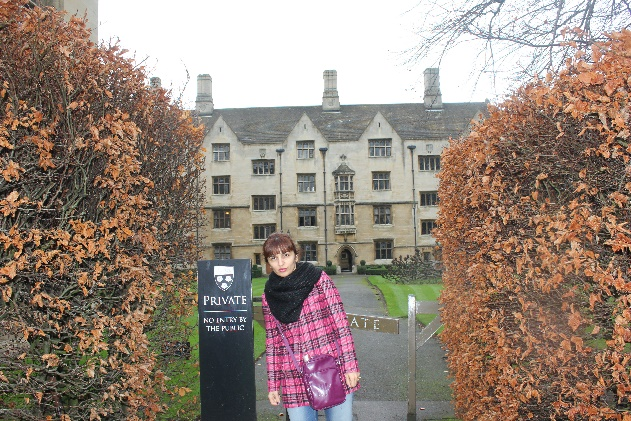 PRIVATE
NO ENTRY BY
THE PUBLIC
ATE